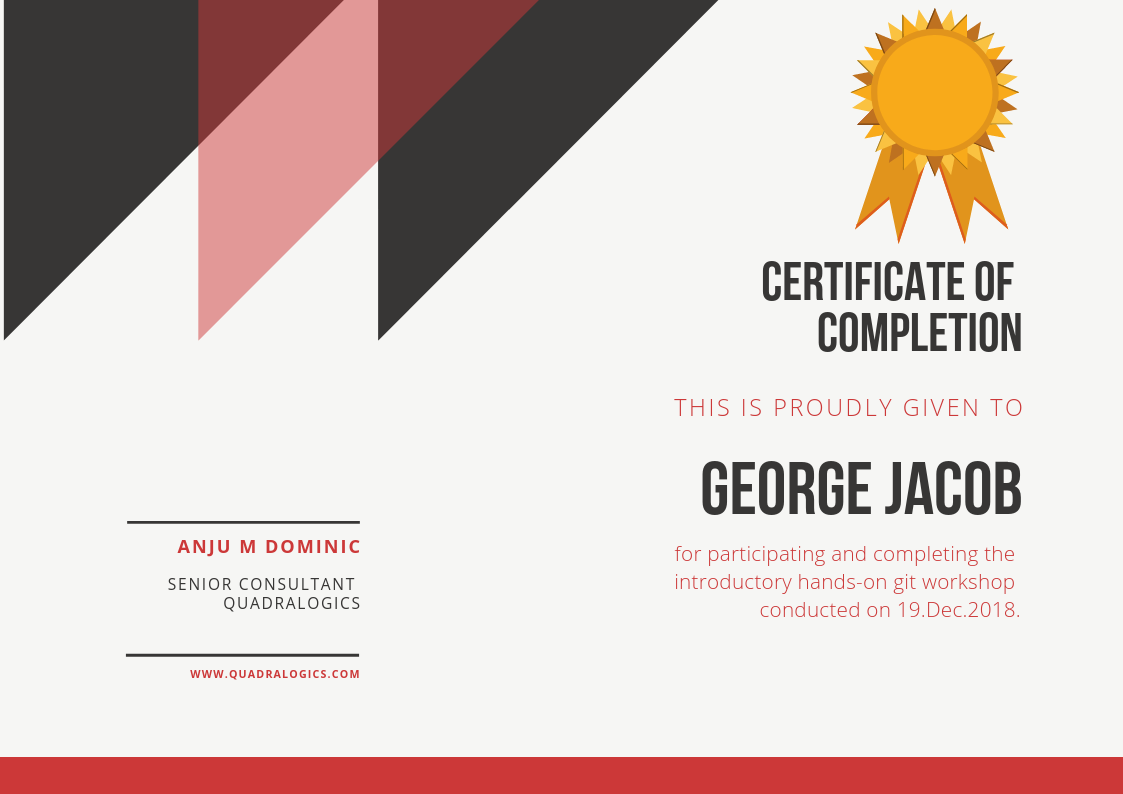 CERTIFICATE OF
COMPLETION
THIS IS PROUDLY GIVEN TO
GEORGE JACOB
for participating and completing the
introductory hands-on git workshop
conducted on 19.Dec.2018.
ANJU M DOMINIC
SENIOR CONSULTANT
QUADRALOGICS
WWW.QUADRALOGICS.COM